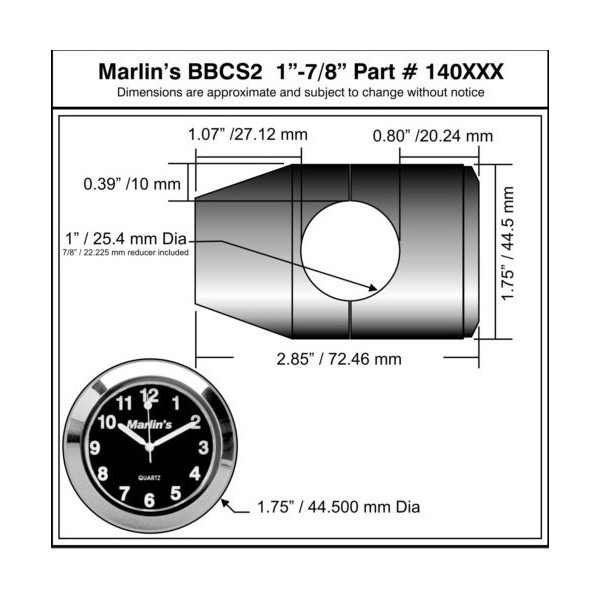 Marlin's BBCS2 1”-7/8” Part # 140XXX
Dimensions are approximate and subject to change without notice
1.07” /27.12 mm
0.80” /20.24 mm
0.39” /10 mm
1” / 25.4 mm Dia
7/8” / 22.225 mm reducer included
1.75” / 44.5 mm
2.85” / 72.46 mm
11 12 1
10 Marlin's 2
9 3
8 QUARTZ 4
7 6 5
1.75” / 44.500 mm Dia